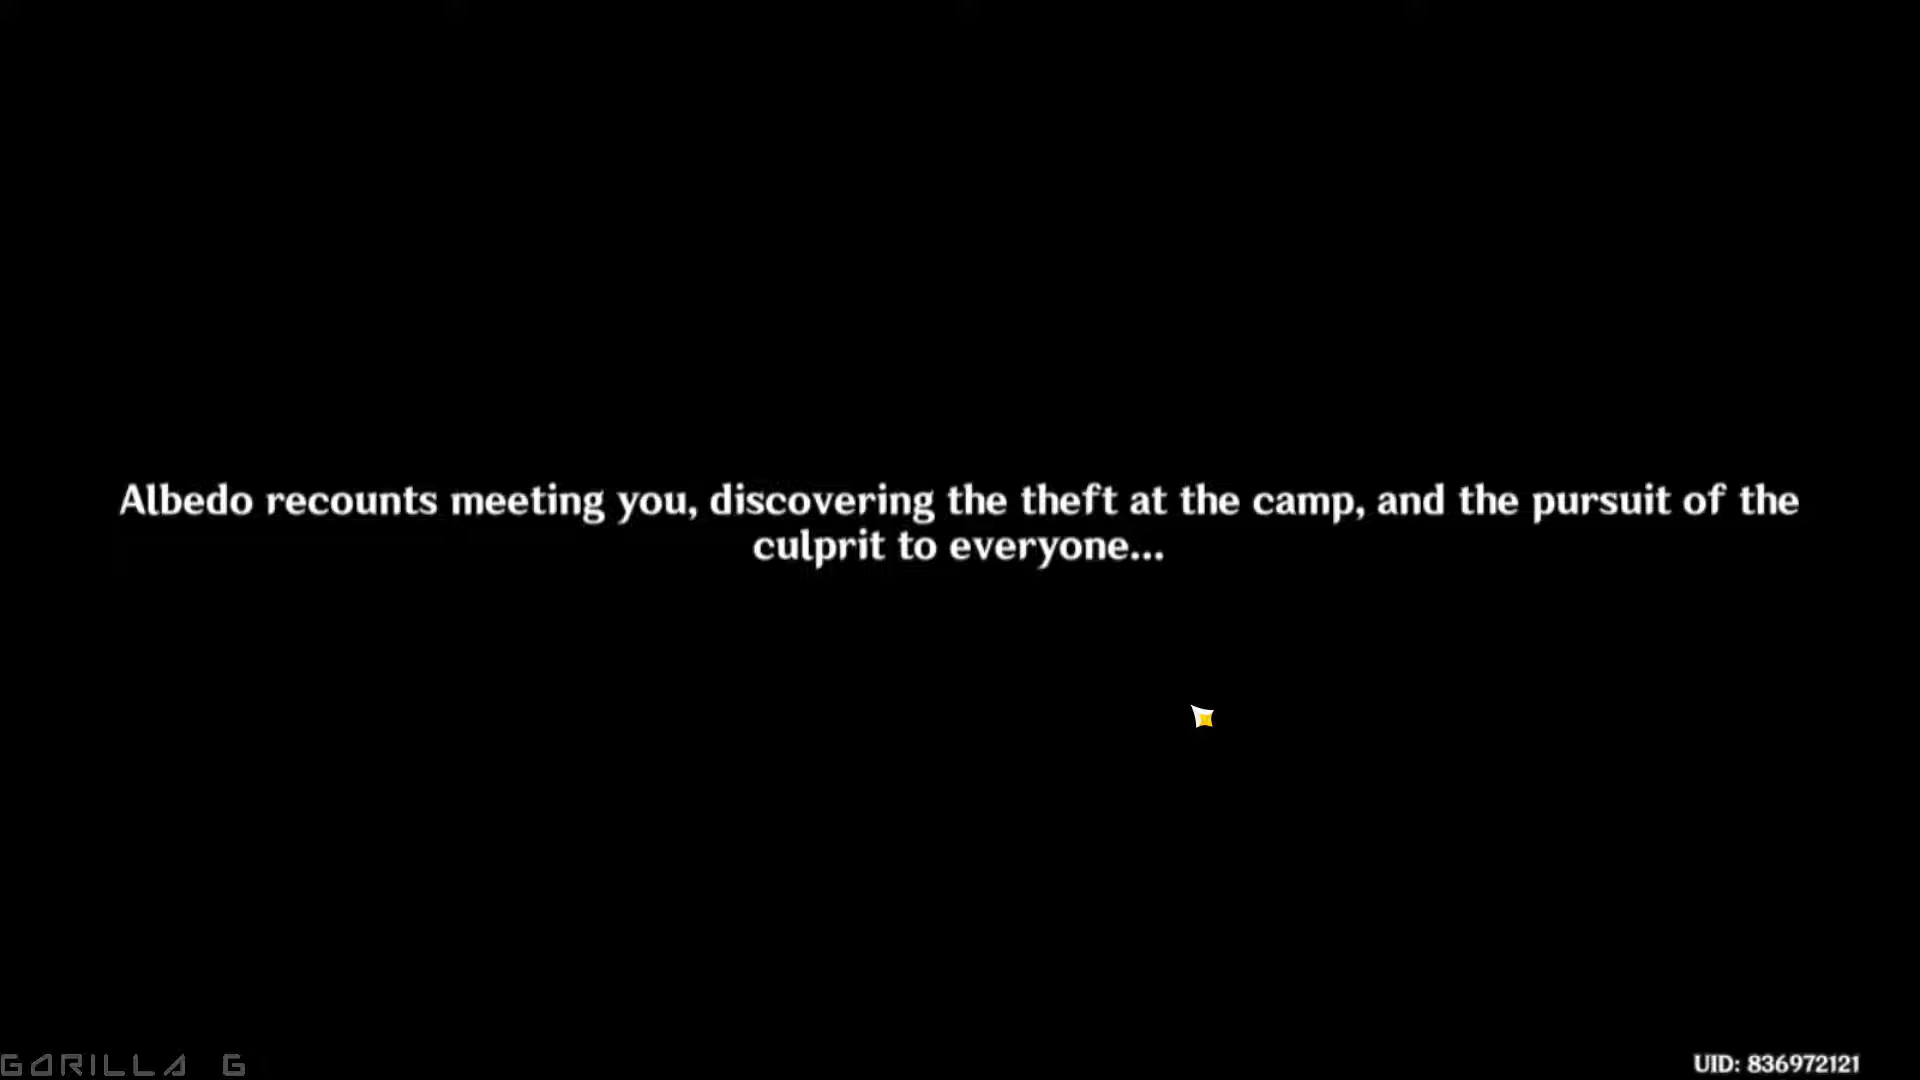 Albedo recounts meeting you, discovering the theft at the camp, and the pursuit of the
culprit to everyone...
GORILLA G
UID: 836972121